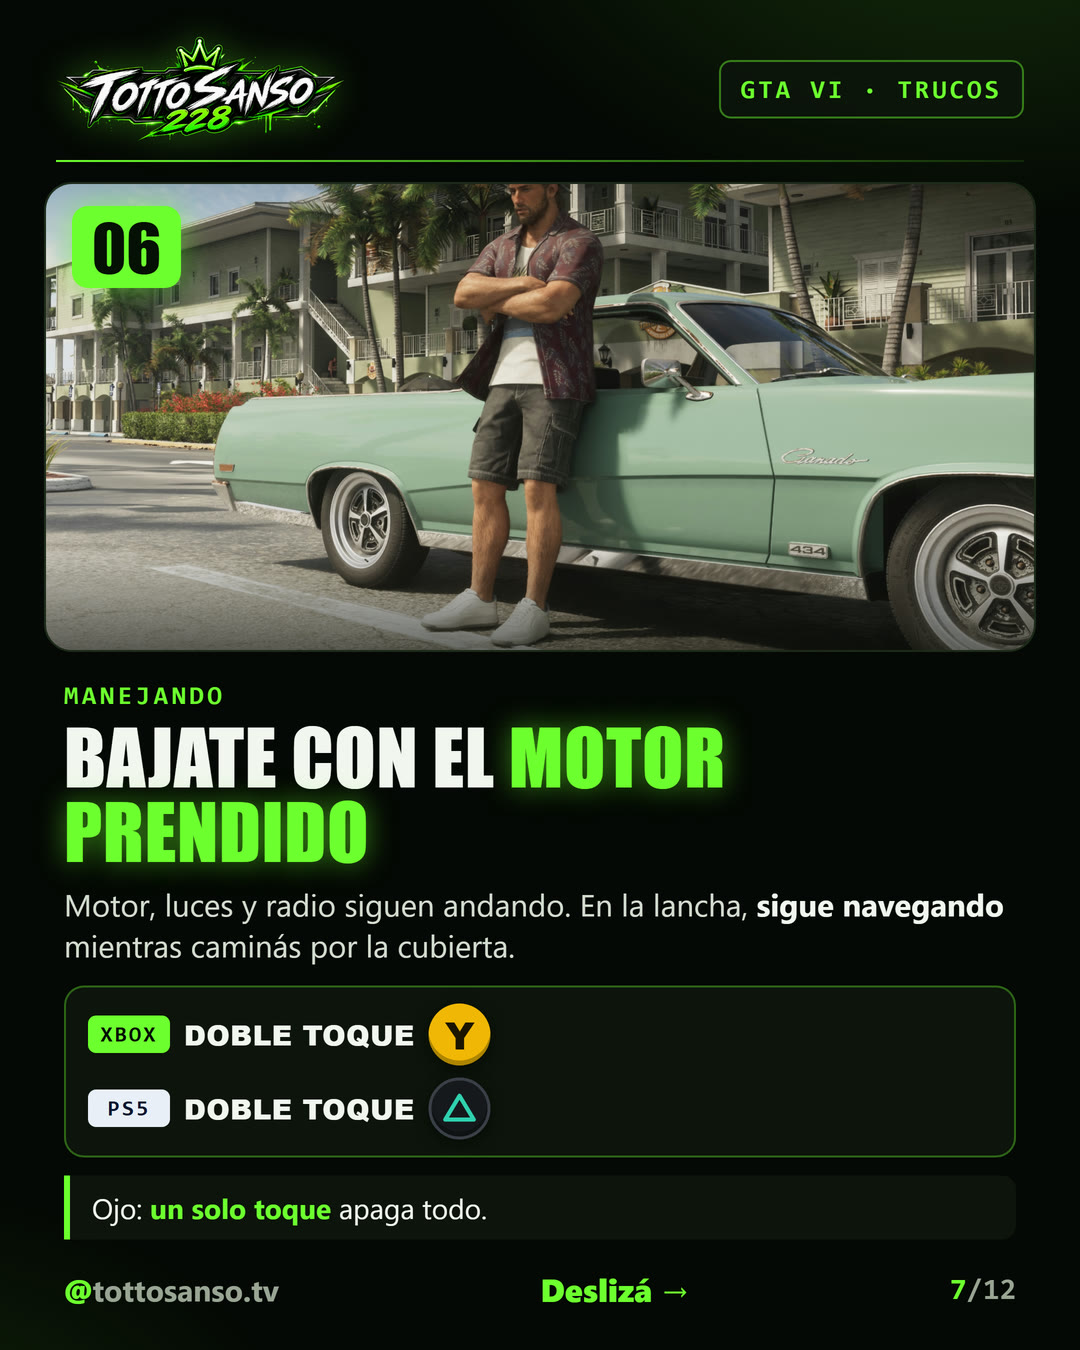 TOTTOSANSO
228
GTA VI · TRUCOS
06
Canado
434
MANEJANDO
BAJATE CON EL MOTOR
PRENDIDO
Motor, luces y radio siguen andando. En la lancha, sigue navegando
mientras caminás por la cubierta.
XBOX DOBLE TOQUE Y
PS5 DOBLE TOQUE
Ojo: un solo toque apaga todo.
@tottosanso.tv
Deslizá →
7/12